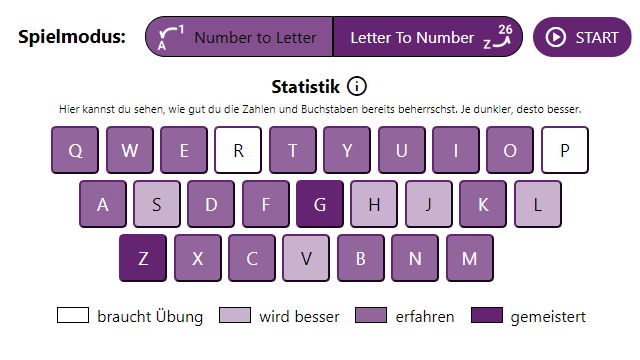 Spielmodus: A 1 Number to Letter Letter To Number Z 26 START
Statistik
Hier kannst du sehen, wie gut du die Zahlen und Buchstaben bereits beherrschst. Je dunkler, desto besser.
Q W E R T Y U I O P
A S D F G H J K L
Z X C V B N M
braucht Übung wird besser erfahren gemeistert